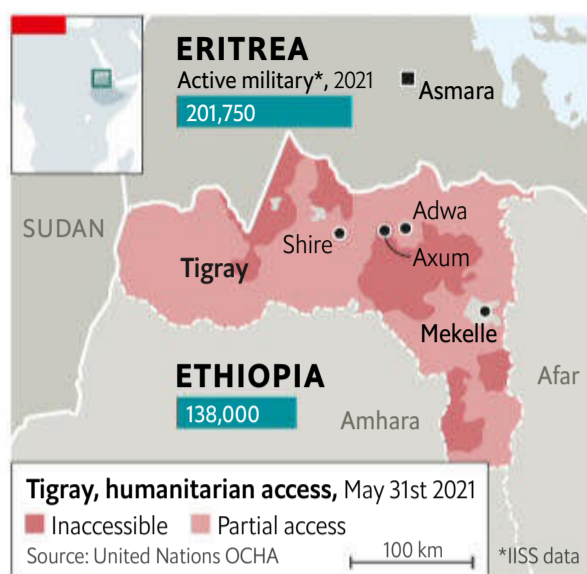 ERITREA
Active military*, 2021
201,750
Asmara
SUDAN
Adwa
Shire
Axum
Tigray
Mekelle
ETHIOPIA
138,000
Afar
Amhara
Tigray, humanitarian access, May 31st 2021
Inaccessible
Partial access
Source: United Nations OCHA
100 km
*IISS data